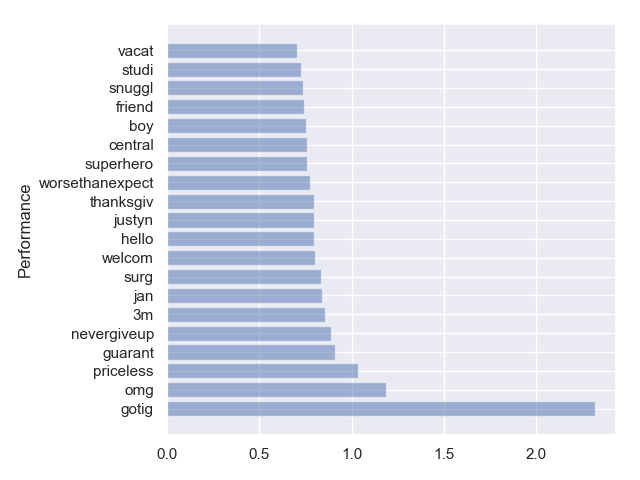 vacat
studi
snuggl
friend
boy
central
superhero
worsethanexpect
thanksgiv
justyn
hello
welcom
surg
jan
3m
nevergiveup
guarant
priceless
omg
gotig
Performance
0.0 0.5 1.0 1.5 2.0